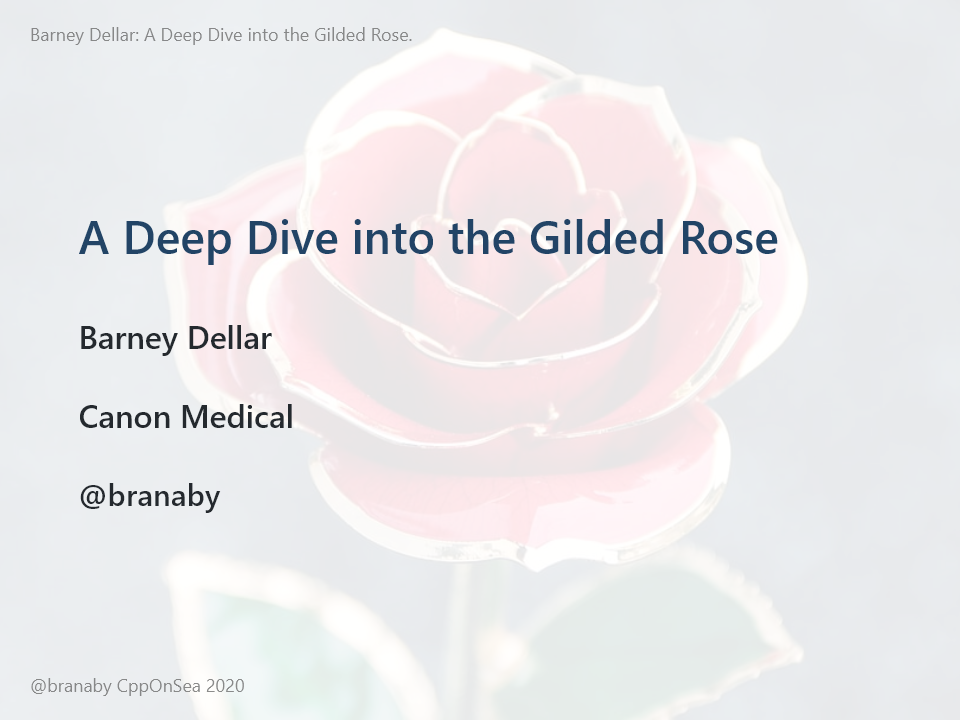 Barney Dellar: A Deep Dive into the Gilded Rose.
A Deep Dive into the Gilded Rose
Barney Dellar
Canon Medical
@branaby
@branaby CppOnSea 2020